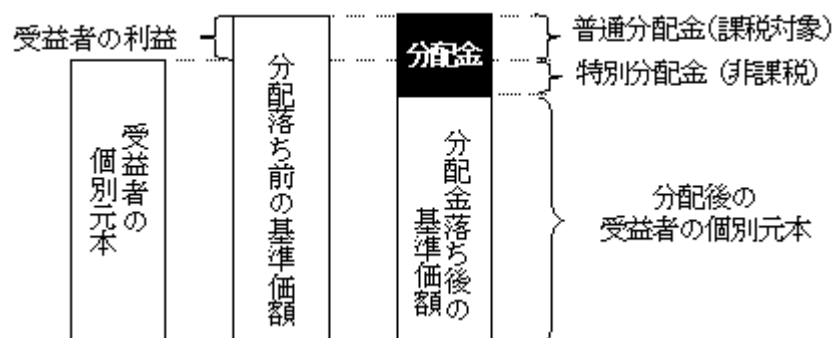 受益者の利益
受益者の
個別元本
分配落ち前の基準価額
分配金
分配金落ち後の
基準価額
普通分配金(課税対象)
特別分配金(非課税)
分配後の
受益者の個別元本